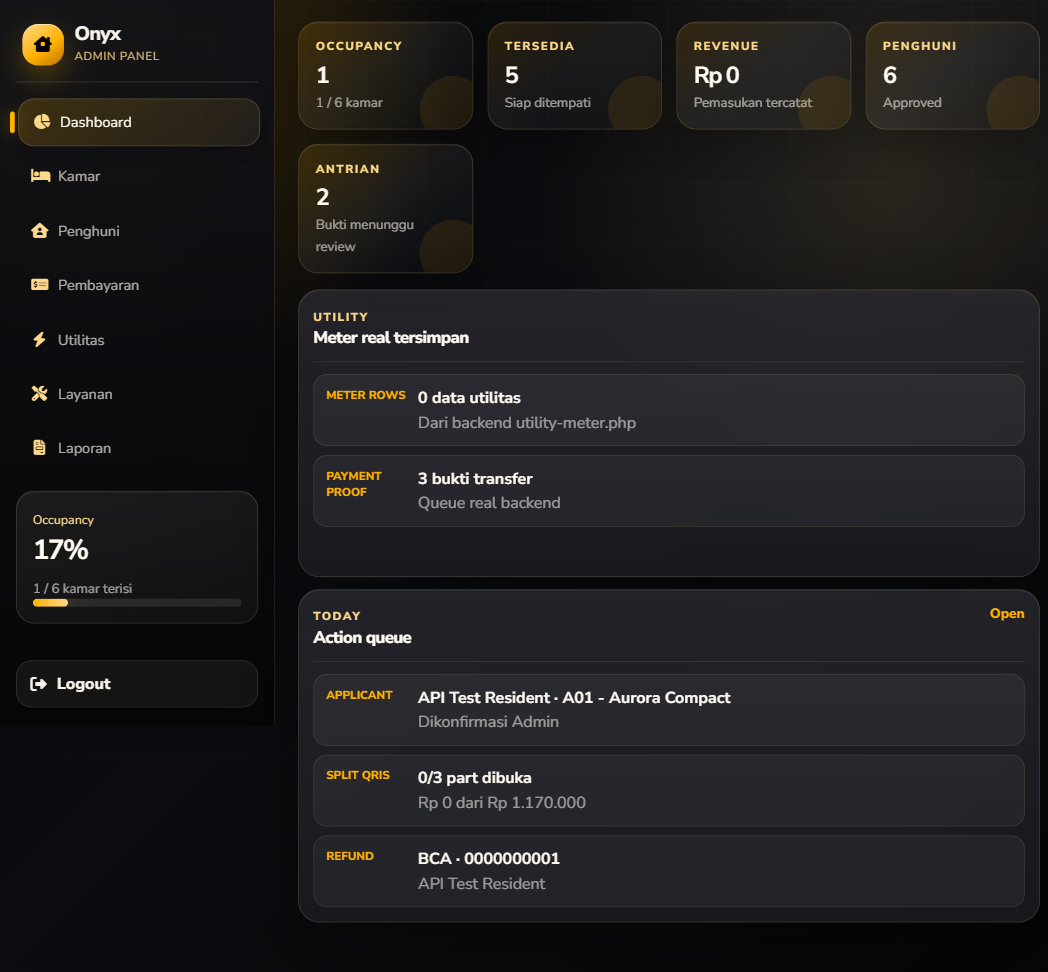 Onyx
ADMIN PANEL
Dashboard
Kamar
Penghuni
Pembayaran
Utilitas
Layanan
Laporan
Occupancy
17%
1 / 6 kamar terisi
Logout
OCCUPANCY
1
1 / 6 kamar
TERSEDIA
5
Siap ditempati
REVENUE
Rp 0
Pemasukan tercatat
PENGHUNI
6
Approved
ANTRIAN
2
Bukti menunggu
review
UTILITY
Meter real tersimpan
METER ROWS
0 data utilitas
Dari backend utility-meter.php
PAYMENT
PROOF
3 bukti transfer
Queue real backend
TODAY
Action queue
Open
APPLICANT
API Test Resident · A01 - Aurora Compact
Dikonfirmasi Admin
SPLIT QRIS
0/3 part dibuka
Rp 0 dari Rp 1.170.000
REFUND
BCA · 0000000001
API Test Resident